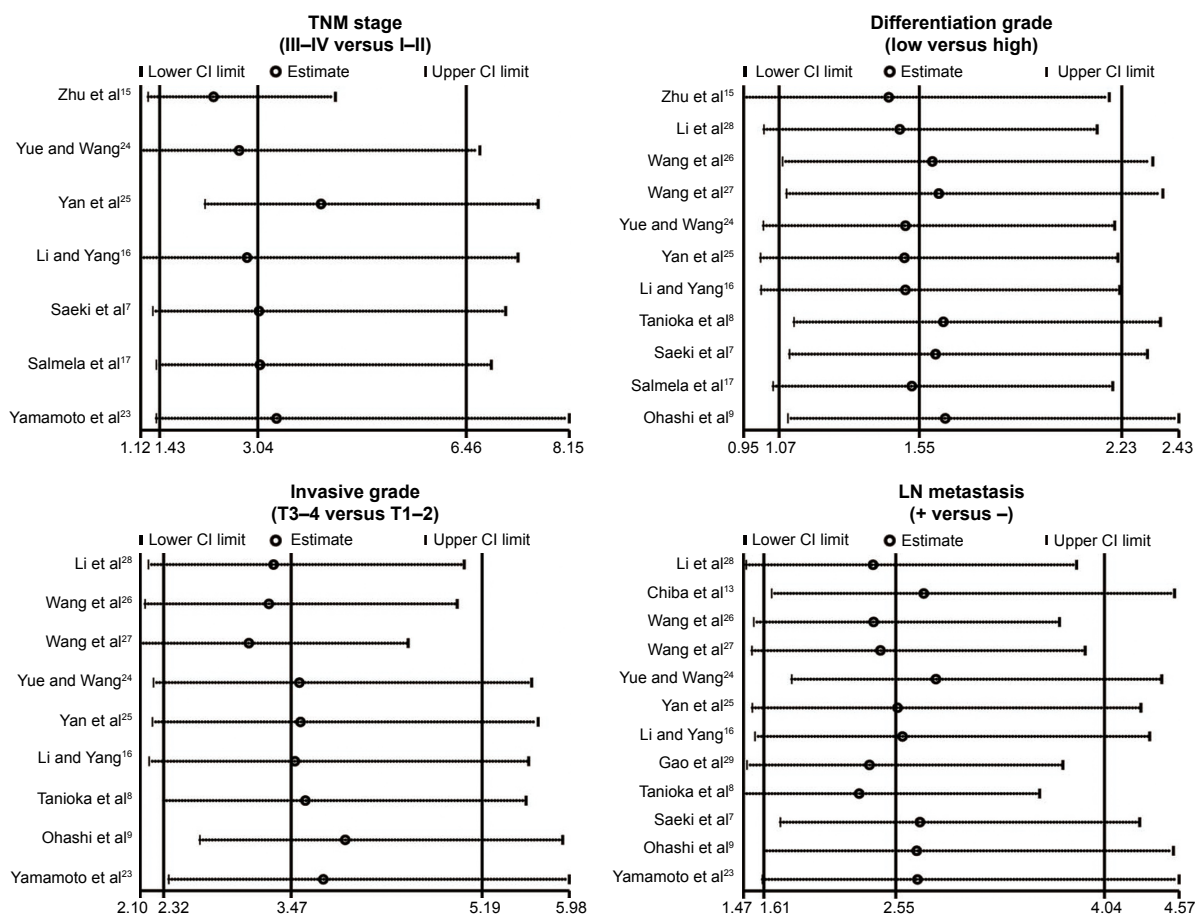 TNM stage
(III–IV versus I–II)
Lower CI limit Estimate Upper CI limit
Zhu et al15
Yue and Wang24
Yan et al25
Li and Yang16
Saeki et al7
Salmela et al17
Yamamoto et al23
1.12 1.43 3.04 6.46 8.15
Differentiation grade
(low versus high)
Lower CI limit Estimate Upper CI limit
Zhu et al15
Li et al28
Wang et al26
Wang et al27
Yue and Wang24
Yan et al25
Li and Yang16
Tanioka et al8
Saeki et al7
Salmela et al17
Ohashi et al9
0.95 1.07 1.55 2.23 2.43
Invasive grade
(T3–4 versus T1–2)
Lower CI limit Estimate Upper CI limit
Li et al28
Wang et al26
Wang et al27
Yue and Wang24
Yan et al25
Li and Yang16
Tanioka et al8
Ohashi et al9
Yamamoto et al23
2.10 2.32 3.47 5.19 5.98
LN metastasis
(+ versus –)
Lower CI limit Estimate Upper CI limit
Li et al28
Chiba et al13
Wang et al26
Wang et al27
Yue and Wang24
Yan et al25
Li and Yang16
Gao et al29
Tanioka et al8
Saeki et al7
Ohashi et al9
Yamamoto et al23
1.47 1.61 2.55 4.04 4.57